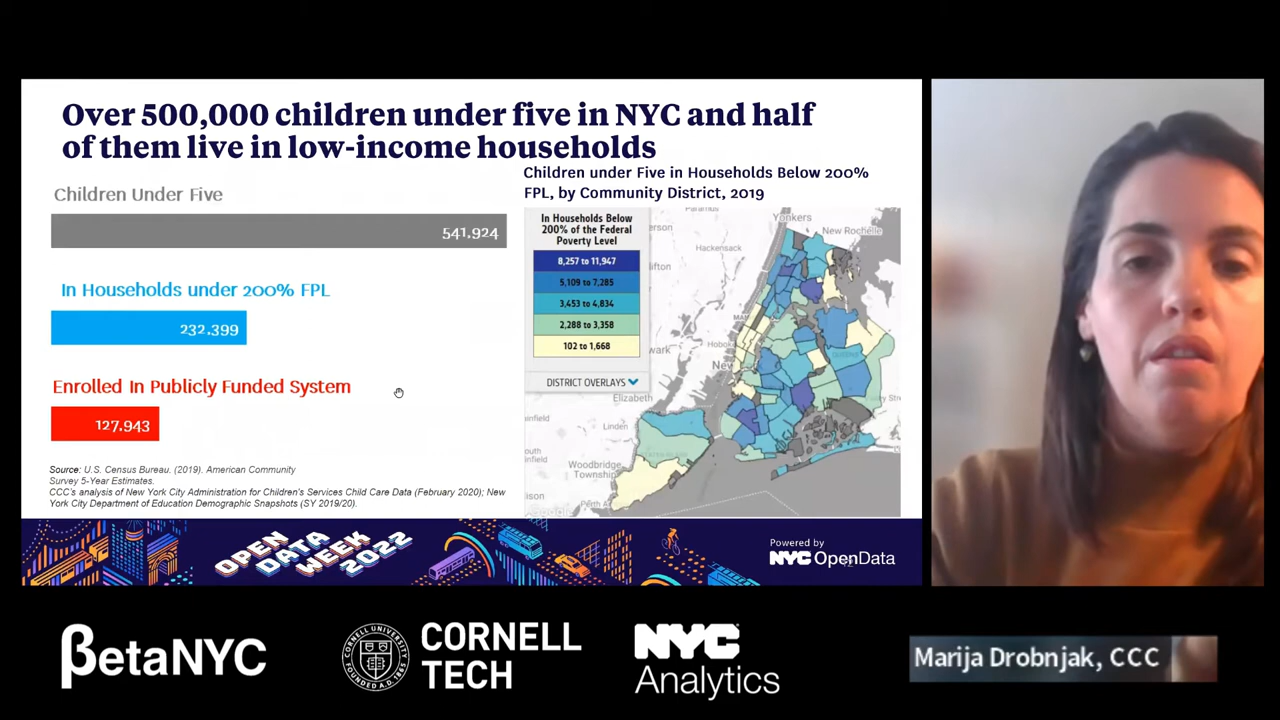 Over 500,000 children under five in NYC and half
of them live in low-income households
Children Under Five
541,924
In Households under 200% FPL
232,399
Enrolled In Publicly Funded System
127,943
Source: U.S. Census Bureau. (2019). American Community
Survey 5-Year Estimates.
CCC's analysis of New York City Administration for Children's Services Child Care Data (February 2020); New
York City Department of Education Demographic Snapshots (SY 2019/20).
Children under Five in Households Below 200%
FPL, by Community District, 2019
In Households Below
200% of the Federal
Poverty Level
8,257 to 11,947
5,109 to 7,285
3,453 to 4,834
2,288 to 3,358
102 to 1,668
DISTRICT OVERLAYS
Yonkers
New Rochelle
Hackensack
Elizabeth
Linden
Woodbridge
Township
OPEN
DATA
WEEK
2022
Powered by
NYC OpenData
βetaNYC
CORNELL
TECH
CORNELL UNIVERSITY
FOUNDED A.D. 1865
NYC
Analytics
Marija Drobnjak, CCC